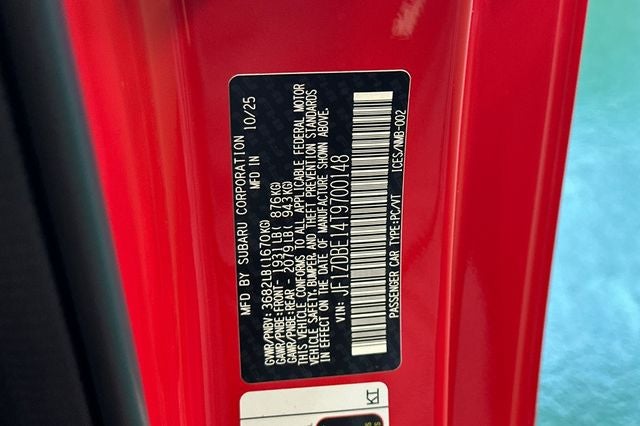 MFD BY SUBARU CORPORATION
MFD IN 10/25
GVWR/PNBV: 3682LB(1670KG)
GAWR/PNBE:FRONT- 1931LB( 876KG)
GAWR/PNBE:REAR - 2079LB( 943KG)
THIS VEHICLE CONFORMS TO ALL APPLICABLE FEDERAL MOTOR
VEHICLE SAFETY,BUMPER,AND THEFT PREVENTION STANDARDS
IN EFFECT ON THE DATE OF MANUFACTURE SHOWN ABOVE.
VIN: JF1ZDBE14T9700148
PASSENGER CAR TYPE:PC/VT ICES/NMB-002